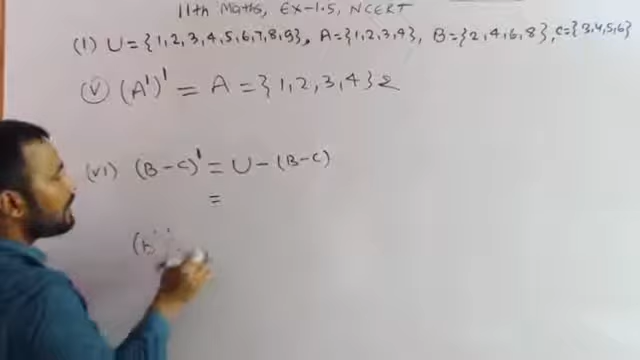 11th Maths, Ex-1.5, NCERT
(1) U = {1,2,3,4,5,6,7,8,9}, A = {1,2,3,4}, B = {2,4,6,8}, C = {3,4,5,6}
(v) (A')' = A = {1,2,3,4}
(vi) (B-C)' = U - (B-C)
=
(B